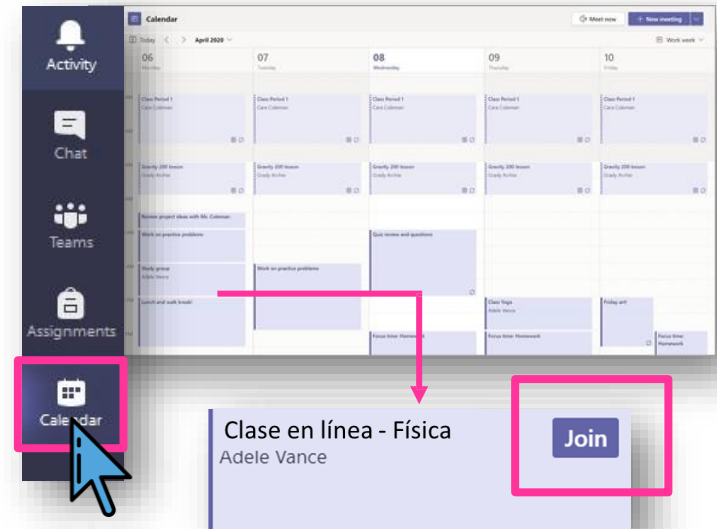 Activity
Chat
Teams
Assignments
Calendar
Calendar
Meet now
+ New meeting
Today < > April 2020
Work week
06
Monday
07
Tuesday
08
Wednesday
09
Thursday
10
Friday
Class Period 1
Cara Coleman
Class Period 1
Cara Coleman
Class Period 1
Cara Coleman
Class Period 1
Cara Coleman
Class Period 1
Cara Coleman
Gravity 200 lesson
Grady Archie
Gravity 200 lesson
Grady Archie
Gravity 200 lesson
Grady Archie
Gravity 200 lesson
Grady Archie
Gravity 200 lesson
Grady Archie
Review project ideas with Ms. Coleman
Work on practice problems
Quiz review and questions
Study group
Adele Vance
Work on practice problems
Lunch and walk break!
Class Yoga
Adele Vance
Friday art!
Focus time: Homework
Focus time: Homework
Focus time:
Homework
Clase en línea - Física
Adele Vance
Join